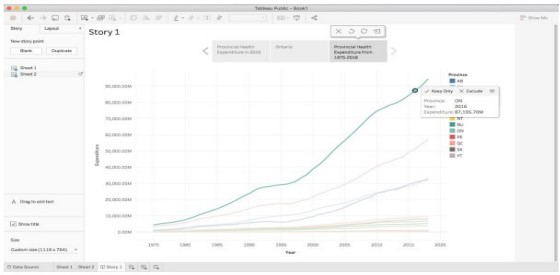 Tableau Public - Book1
Show Me
Story
Layout
Story 1
New story point
Blank
Duplicate
Sheet 1
Sheet 2
Provincial Health Expenditure in 2016
Ontario
Provincial Health
Expenditure from
1975-2016
Province
AB
Keep Only
Exclude
Province: ON
Year: 2016
Expenditure: 87,195.70M
NT
NU
ON
PE
QC
SK
YT
90,000.00M
80,000.00M
70,000.00M
60,000.00M
50,000.00M
40,000.00M
30,000.00M
20,000.00M
10,000.00M
0.00M
Expenditure
1975
1980
1985
1990
1995
2000
2005
2010
2015
2020
Year
A Drag to add text
Show title
Size
Custom size (1118 x 764)
Data Source
Sheet 1
Sheet 2
Story 1